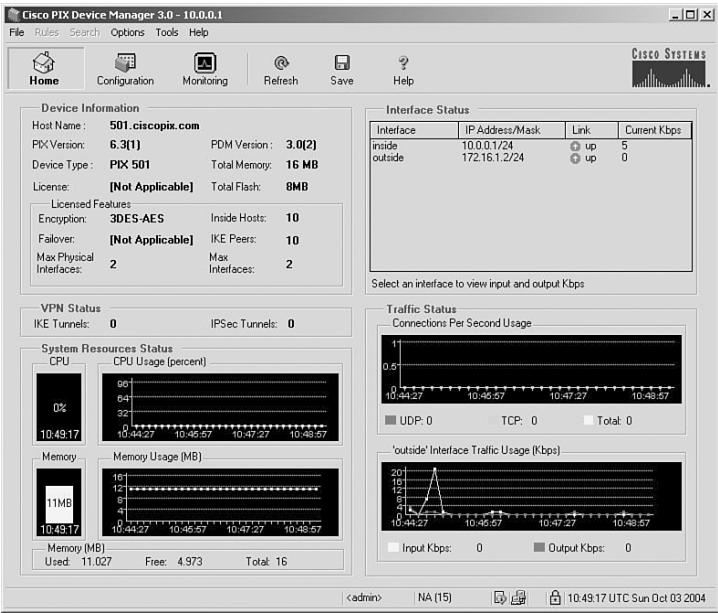 Cisco PIX Device Manager 3.0 - 10.0.0.1
File Rules Search Options Tools Help
Home Configuration Monitoring Refresh Save Help
CISCO SYSTEMS
Device Information
Host Name : 501.ciscopix.com
PIX Version: 6.3(1) PDM Version : 3.0(2)
Device Type : PIX 501 Total Memory: 16 MB
License: [Not Applicable] Total Flash: 8MB
Licensed Features
Encryption: 3DES-AES Inside Hosts: 10
Failover: [Not Applicable] IKE Peers: 10
Max Physical Interfaces: 2 Max Interfaces: 2
Interface Status
Interface IP Address/Mask Link Current Kbps
inside 10.0.0.1/24 up 5
outside 172.16.1.2/24 up 0
Select an interface to view input and output Kbps
VPN Status
IKE Tunnels: 0 IPSec Tunnels: 0
System Resources Status
CPU
0%
10:49:17
CPU Usage (percent)
96
64
32
0
10:44:27 10:45:57 10:47:27 10:48:57
Memory
11MB
10:49:17
Memory Usage (MB)
16
12
8
4
0
10:44:27 10:45:57 10:47:27 10:48:57
Memory (MB)
Used: 11.027 Free: 4.973 Total: 16
Traffic Status
Connections Per Second Usage
1
0.5
0
10:44:27 10:45:57 10:47:27 10:48:57
UDP: 0 TCP: 0 Total: 0
'outside' Interface Traffic Usage (Kbps)
20
16
12
8
4
0
10:44:27 10:45:57 10:47:27 10:48:57
Input Kbps: 0 Output Kbps: 0
<admin> NA (15) 10:49:17 UTC Sun Oct 03 2004